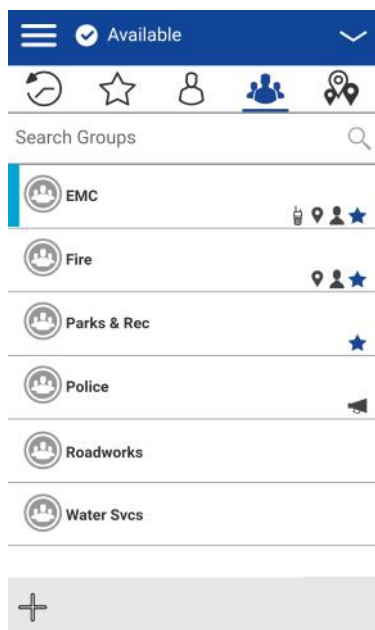 Available
Search Groups
EMC
Fire
Parks & Rec
Police
Roadworks
Water Svcs